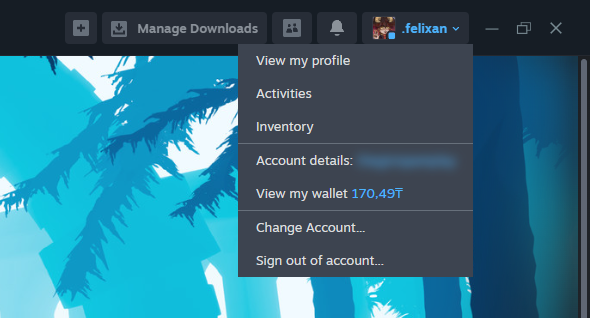 Manage Downloads
.felixan
View my profile
Activities
Inventory
Account details:
View my wallet 170,49₸
Change Account...
Sign out of account...